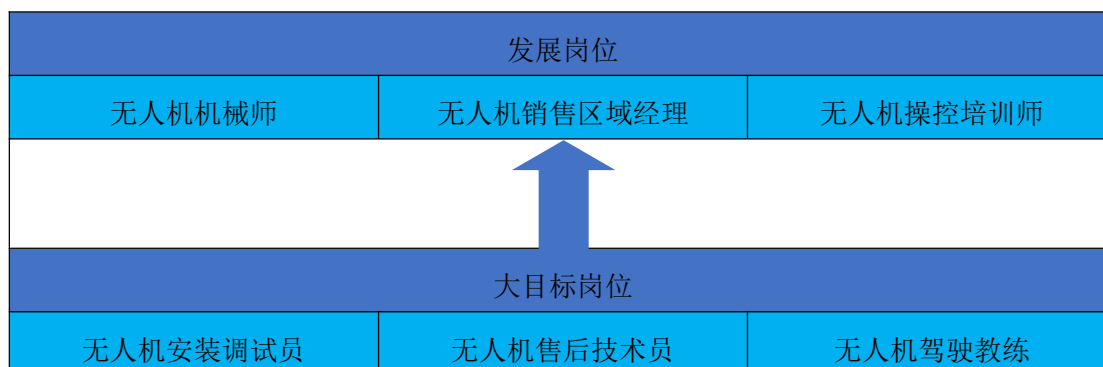 发展岗位
无人机机械师 无人机销售区域经理 无人机操控培训师
大目标岗位
无人机安装调试员 无人机售后技术员 无人机驾驶教练